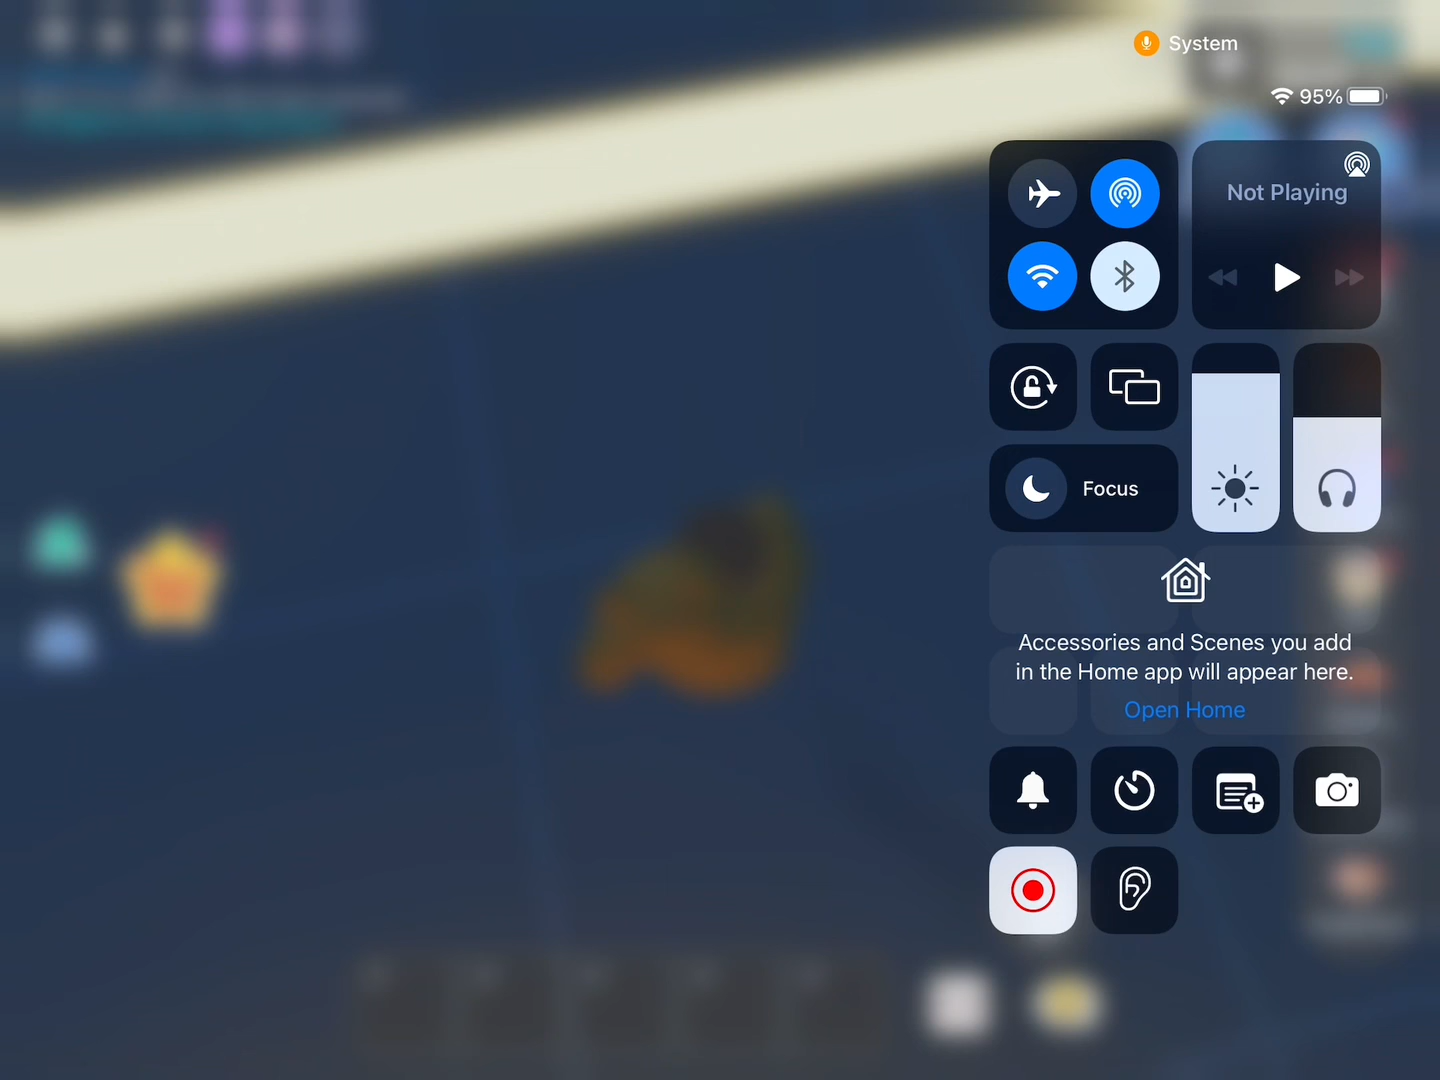 System
95%
Not Playing
Focus
Accessories and Scenes you add
in the Home app will appear here.
Open Home